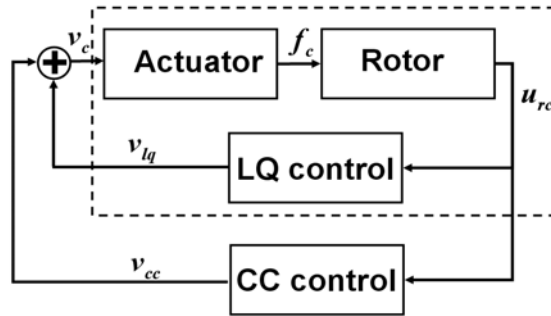 v_c
Actuator
f_c
Rotor
u_rc
v_lq
LQ control
v_cc
CC control